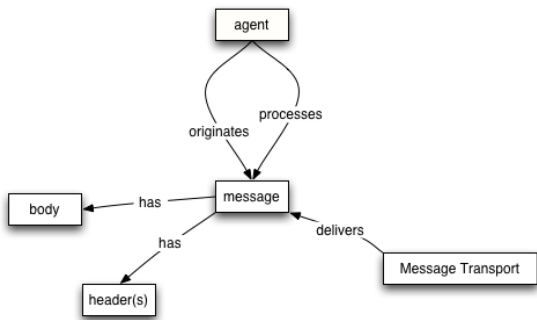 agent
processes
originates
message
has
body
delivers
has
Message Transport
header(s)